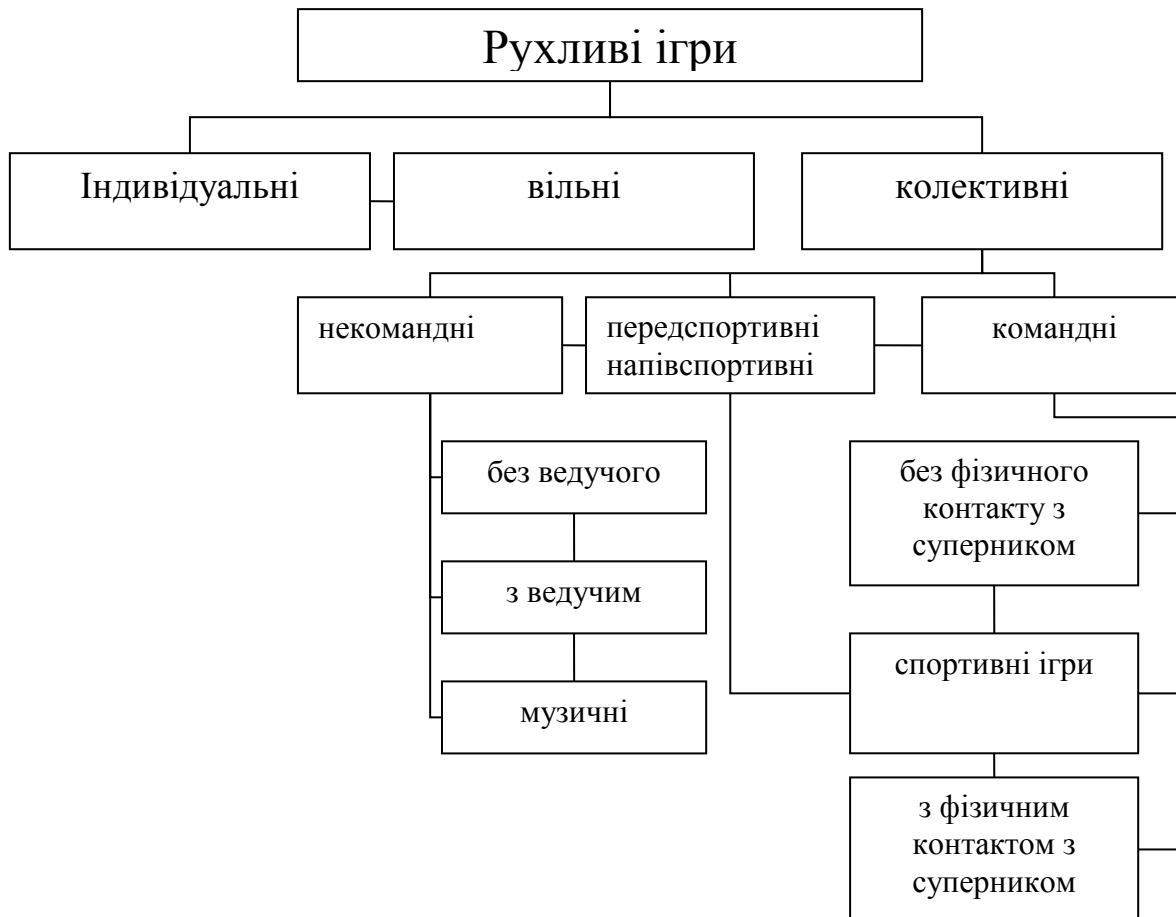 Рухливі ігри
Індивідуальні
вільні
колективні
некомандні
передспортивні
напівспортивні
командні
без ведучого
з ведучим
музичні
без фізичного
контакту з
суперником
спортивні ігри
з фізичним
контактом з
суперником